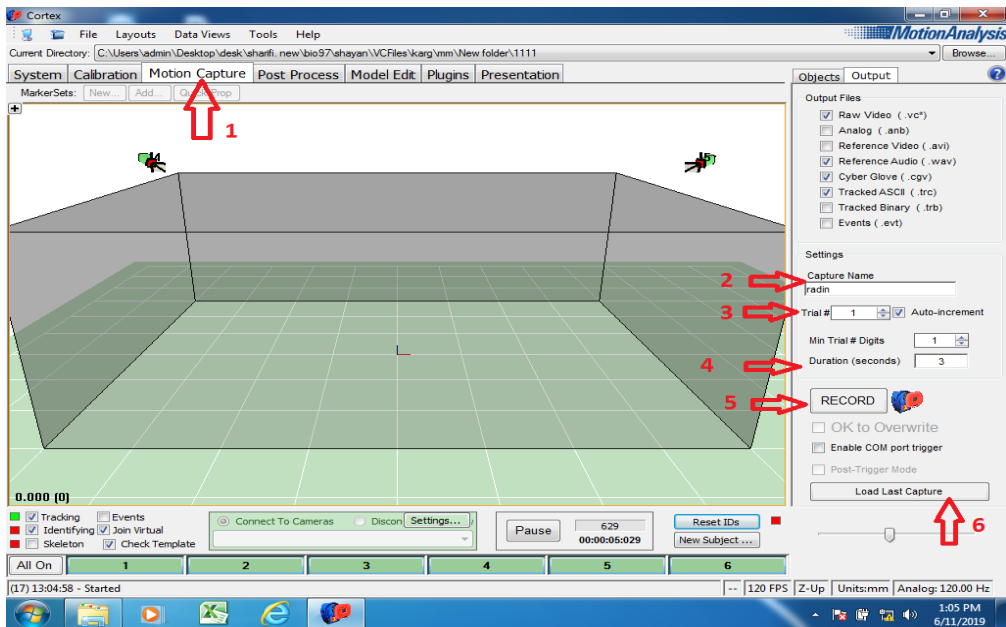 Cortex
File Layouts Data Views Tools Help
MotionAnalysis
Current Directory: C:\Users\admin\Desktop\desk\sharifi. new\bio97\shayan\VCFiles\karg\mm\New folder\1111
Browse...
System Calibration Motion Capture Post Process Model Edit Plugins Presentation
MarkerSets: New... Add... Quick Prop
1
4
5
0.000 (0)
Objects Output
Output Files
Raw Video ( .vc*)
Analog ( .anb)
Reference Video ( .avi)
Reference Audio ( .wav)
Cyber Glove ( .cgv)
Tracked ASCII ( .trc)
Tracked Binary ( .trb)
Events ( .evt)
Settings
Capture Name
2
radin
3
Trial # 1 Auto-increment
Min Trial # Digits 1
4
Duration (seconds) 3
5
RECORD
OK to Overwrite
Enable COM port trigger
Post-Trigger Mode
Load Last Capture
6
Tracking Events
Identifying Join Virtual
Skeleton Check Template
Connect To Cameras Discon Settings...
Pause
629
00:00:05:029
Reset IDs
New Subject ...
All On 1 2 3 4 5 6
(17) 13:04:58 - Started
-- 120 FPS Z-Up Units:mm Analog: 120.00 Hz
1:05 PM
6/11/2019